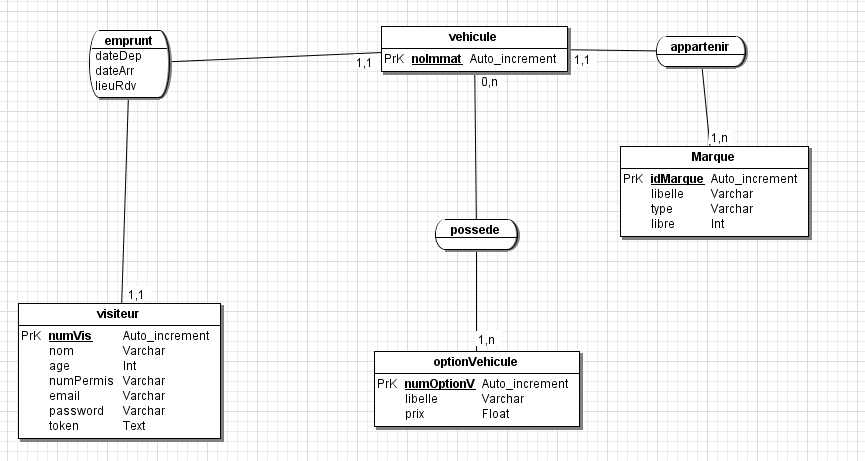 emprunt
dateDep
dateArr
lieuRdv
1,1
vehicule
PrK noImmat Auto_increment
1,1
0,n
appartenir
1,n
Marque
PrK idMarque Auto_increment
libelle Varchar
type Varchar
libre Int
possede
1,1
visiteur
PrK numVis Auto_increment
nom Varchar
age Int
numPermis Varchar
email Varchar
password Varchar
token Text
1,n
optionVehicule
PrK numOptionV Auto_increment
libelle Varchar
prix Float